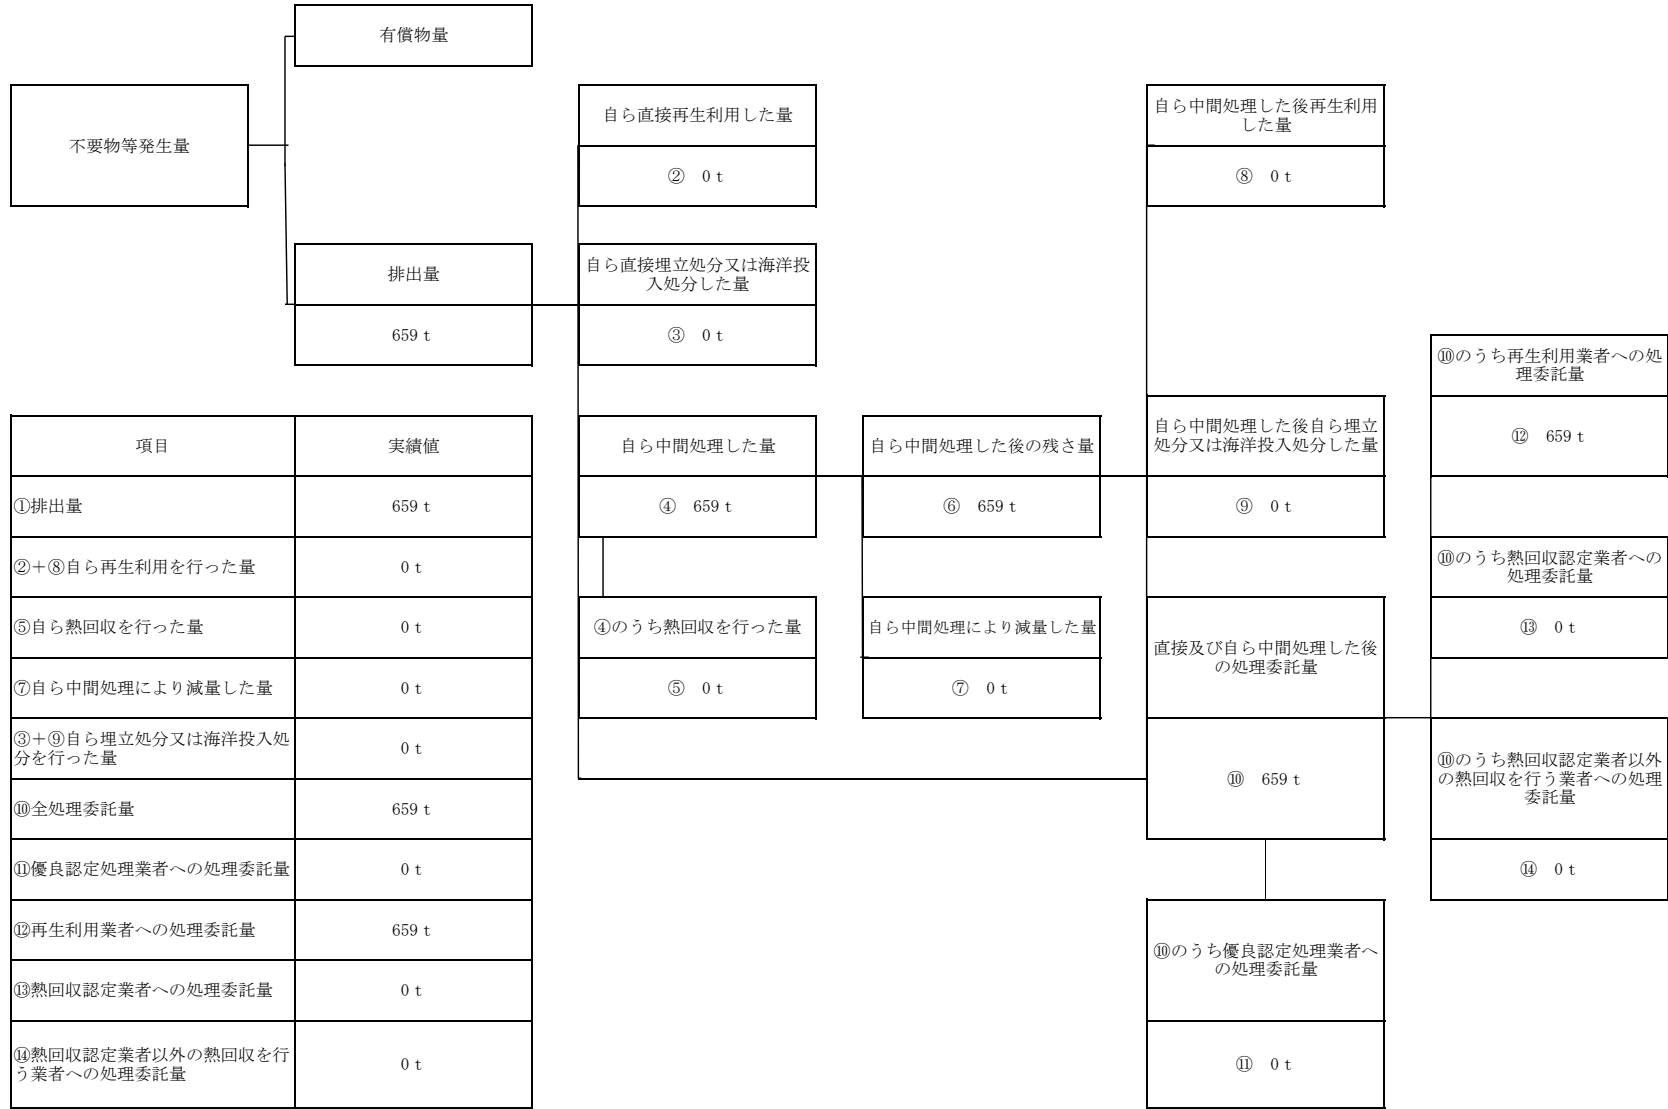 有償物量
不要物等発生量
排出量
659 t
自ら直接再生利用した量
② 0 t
自ら直接埋立処分又は海洋投
入処分した量
③ 0 t
自ら中間処理した量
④ 659 t
④のうち熱回収を行った量
⑤ 0 t
自ら中間処理した後の残さ量
⑥ 659 t
自ら中間処理により減量した量
⑦ 0 t
自ら中間処理した後再生利用
した量
⑧ 0 t
自ら中間処理した後自ら埋立
処分又は海洋投入処分した量
⑨ 0 t
直接及び自ら中間処理した後
の処理委託量
⑩ 659 t
⑩のうち優良認定処理業者へ
の処理委託量
⑪ 0 t
⑩のうち再生利用業者への処
理委託量
⑫ 659 t
⑩のうち熱回収認定業者への
処理委託量
⑬ 0 t
⑩のうち熱回収認定業者以外
の熱回収を行う業者への処理
委託量
⑭ 0 t
項目 実績値
①排出量 659 t
②＋⑧自ら再生利用を行った量 0 t
⑤自ら熱回収を行った量 0 t
⑦自ら中間処理により減量した量 0 t
③＋⑨自ら埋立処分又は海洋投入処
分を行った量 0 t
⑩全処理委託量 659 t
⑪優良認定処理業者への処理委託量 0 t
⑫再生利用業者への処理委託量 659 t
⑬熱回収認定業者への処理委託量 0 t
⑭熱回収認定業者以外の熱回収を行
う業者への処理委託量 0 t